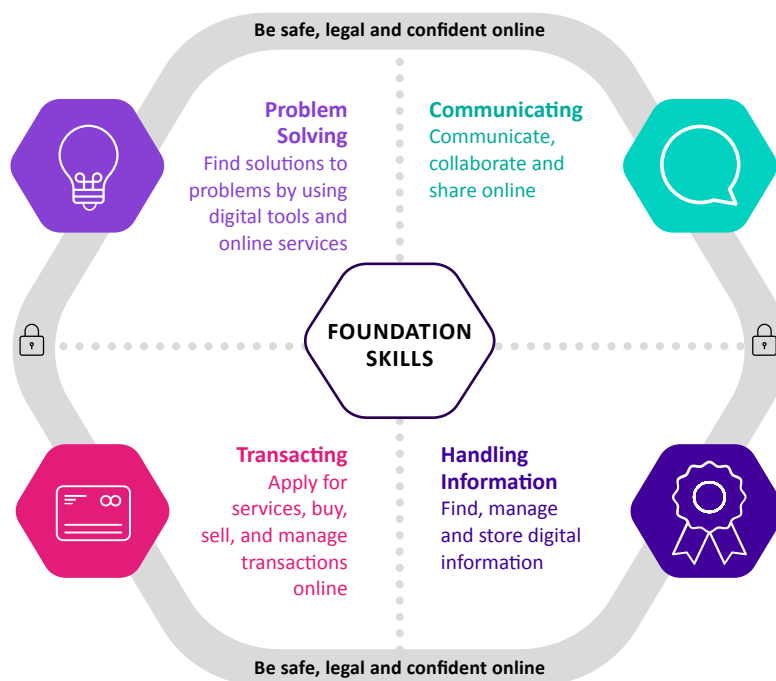 Be safe, legal and confident online
Problem
Solving
Find solutions to
problems by using
digital tools and
online services
Communicating
Communicate,
collaborate and
share online
FOUNDATION
SKILLS
Transacting
Apply for
services, buy,
sell, and manage
transactions
online
Handling
Information
Find, manage
and store digital
information
Be safe, legal and confident online